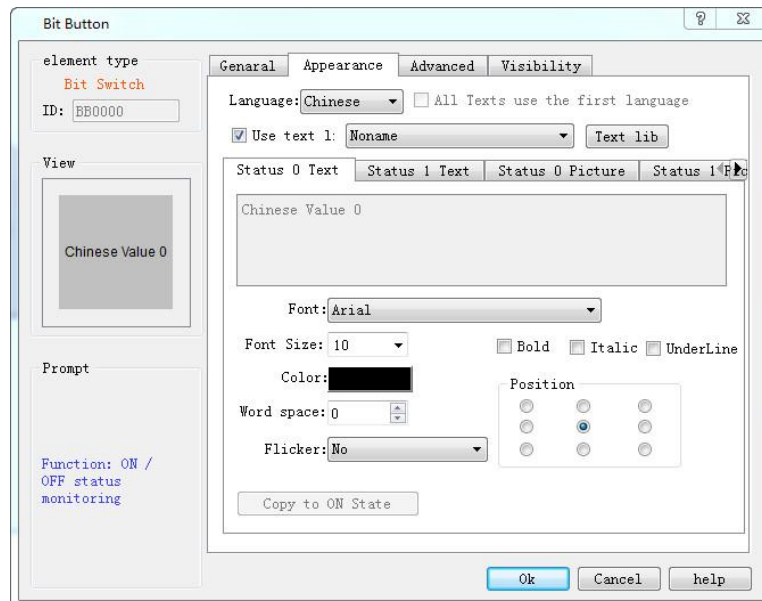 Bit Button
element type
Bit Switch
ID: BB0000
View
Chinese Value 0
Prompt
Function: ON /
OFF status
monitoring
Genaral Appearance Advanced Visibility
Language: Chinese All Texts use the first language
Use text l: Noname Text lib
Status 0 Text Status 1 Text Status 0 Picture Status 1
Chinese Value 0
Font: Arial
Font Size: 10 Bold Italic UnderLine
Color:
Position
Word space: 0
Flicker: No
Copy to ON State
Ok Cancel help